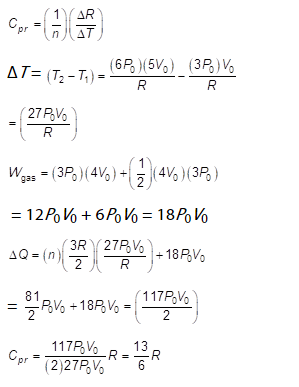 C_pr = (1/n)(ΔR/ΔT)
ΔT = (T₂ – T₁) = (6P₀)(5V₀)/R – (3P₀)V₀/R
= (27P₀V₀/R)
W_gas = (3P₀)(4V₀) + (1/2)(4V₀)(3P₀)
= 12P₀V₀ + 6P₀V₀ = 18P₀V₀
ΔQ = (n)(3R/2)(27P₀V₀/R) + 18P₀V₀
= 81/2 P₀V₀ + 18P₀V₀ = (117P₀V₀/2)
C_pr = 117P₀V₀/(2)27P₀V₀ R = 13/6 R